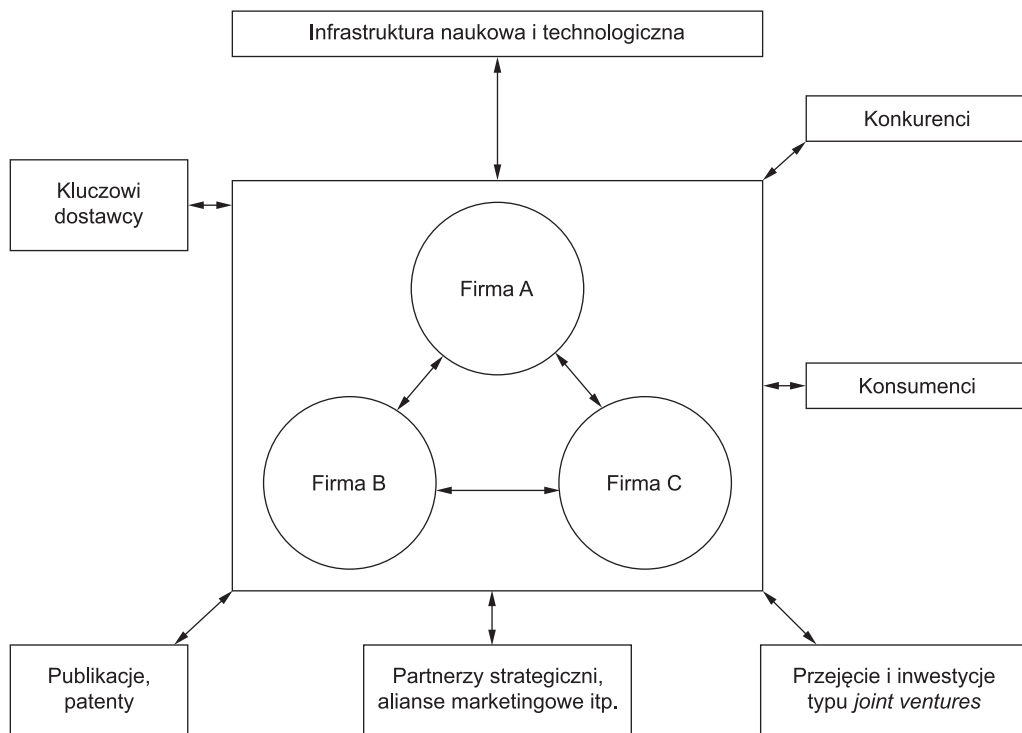 Infrastruktura naukowa i technologiczna
Konkurenci
Kluczowi
dostawcy
Firma A
Konsumenci
Firma B
Firma C
Publikacje,
patenty
Partnerzy strategiczni,
alianse marketingowe itp.
Przejęcie i inwestycje
typu joint ventures